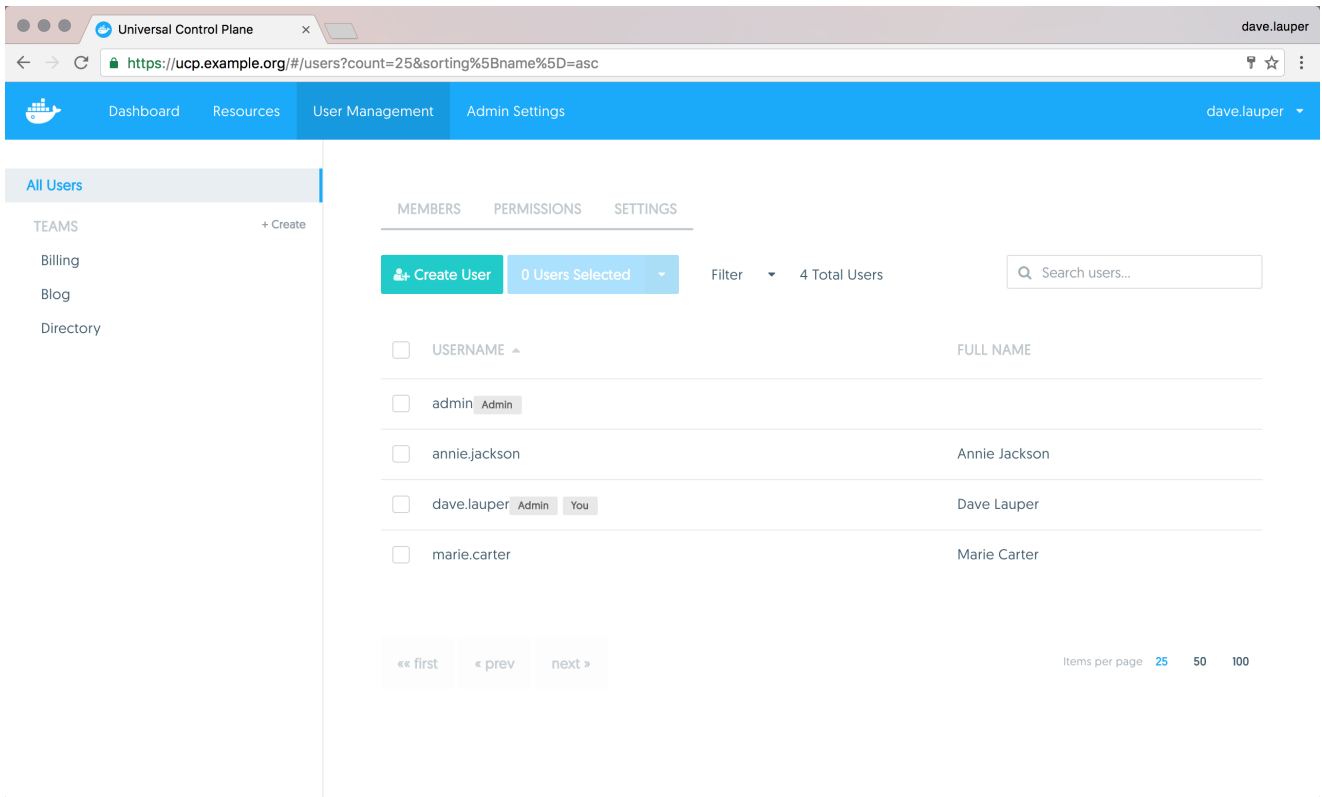 Universal Control Plane
dave.lauper
https://ucp.example.org/#/users?count=25&sorting%5Bname%5D=asc
Dashboard Resources User Management Admin Settings dave.lauper
All Users
TEAMS + Create
Billing
Blog
Directory
MEMBERS PERMISSIONS SETTINGS
Create User 0 Users Selected Filter 4 Total Users Search users...
USERNAME FULL NAME
admin Admin
annie.jackson Annie Jackson
dave.lauper Admin You Dave Lauper
marie.carter Marie Carter
«« first « prev next » Items per page 25 50 100